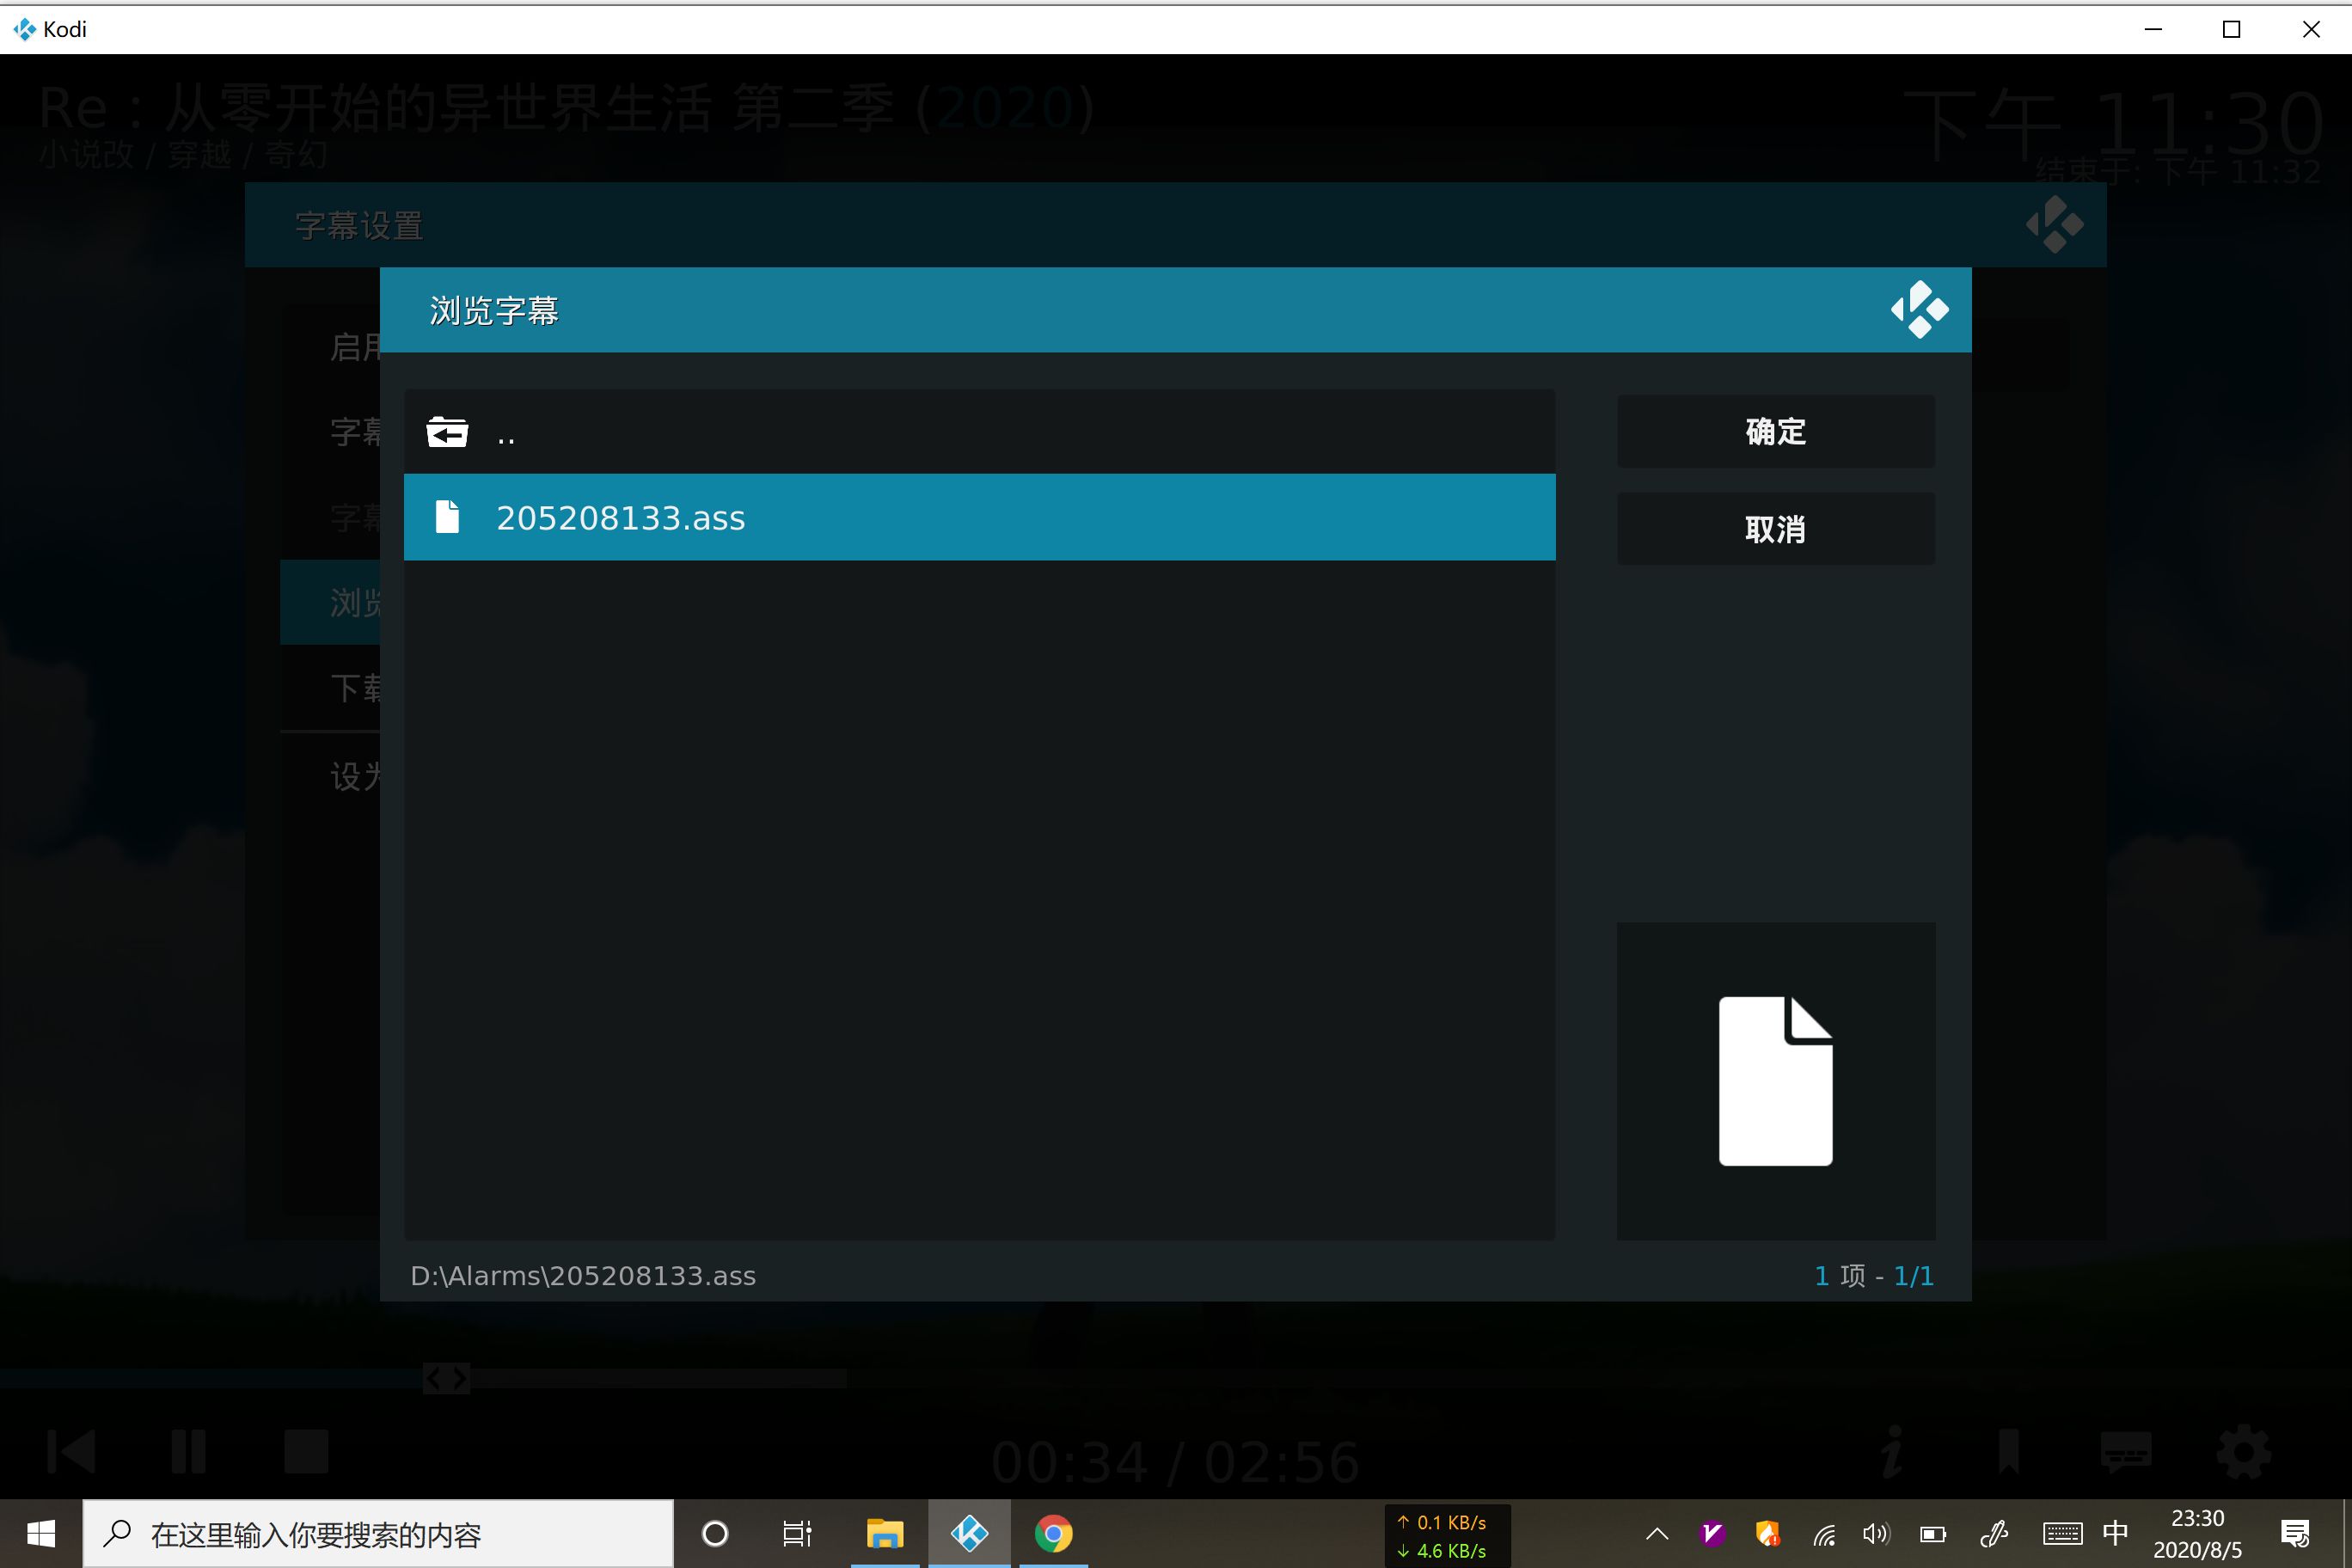 Kodi
Re：从零开始的异世界生活 第二季 (2020)
下午 11:30
小说改 / 穿越 / 奇幻
结束于: 下午 11:32
字幕设置
浏览字幕
启用
字幕
..
确定
字幕
205208133.ass
取消
浏览
下载
设为
D:\Alarms\205208133.ass
1 项 - 1/1
00:34 / 02:56
在这里输入你要搜索的内容
↑ 0.1 KB/s
↓ 4.6 KB/s
中
23:30
2020/8/5